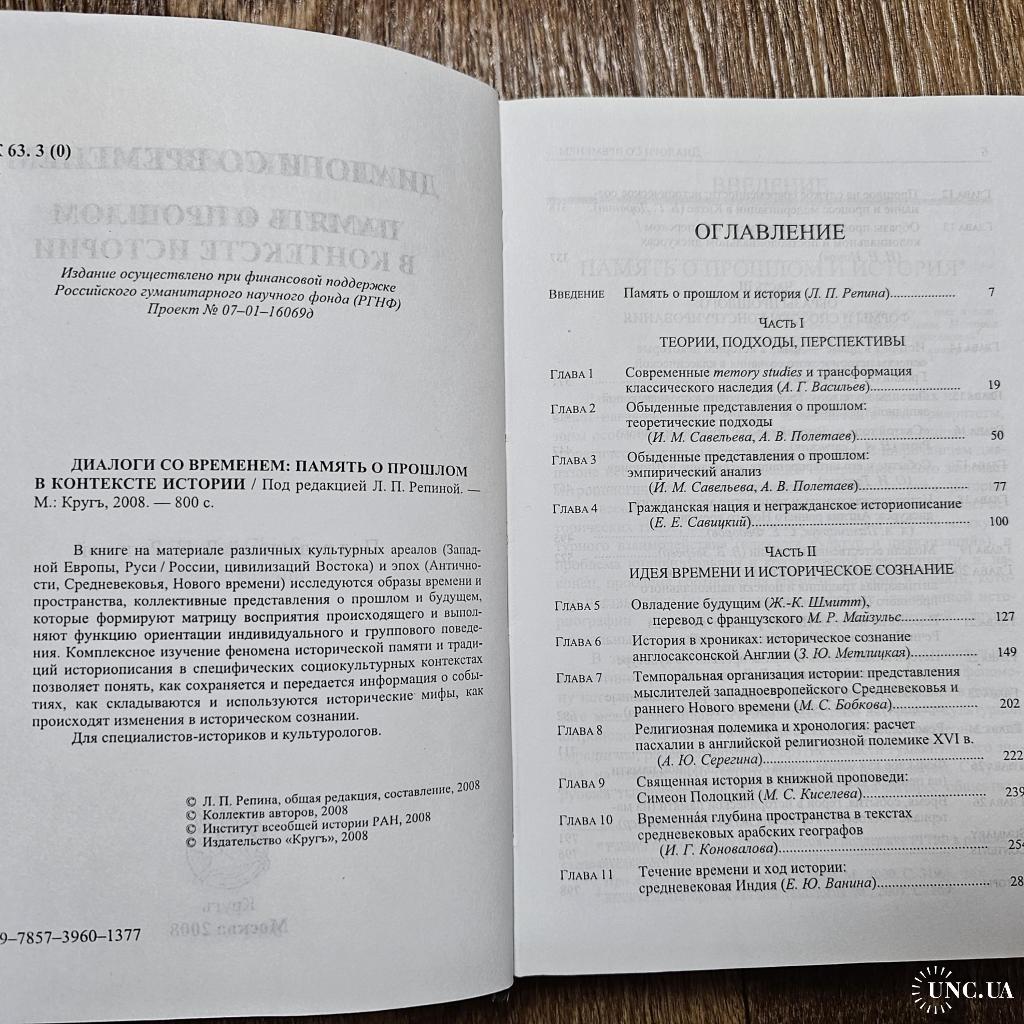 63. 3 (0)
Издание осуществлено при финансовой поддержке
Российского гуманитарного научного фонда (РГНФ)
Проект № 07–01–16069д
ДИАЛОГИ СО ВРЕМЕНЕМ: ПАМЯТЬ О ПРОШЛОМ
В КОНТЕКСТЕ ИСТОРИИ / Под редакцией Л. П. Репиной. —
М.: Кругъ, 2008. — 800 с.
В книге на материале различных культурных ареалов (Запад-
ной Европы, Руси / России, цивилизаций Востока) и эпох (Антично-
сти, Средневековья, Нового времени) исследуются образы времени и
пространства, коллективные представления о прошлом и будущем,
которые формируют матрицу восприятия происходящего и выпол-
няют функцию ориентации индивидуального и группового поведе-
ния. Комплексное изучение феномена исторической памяти и тради-
ций историописания в специфических социокультурных контекстах
позволяет понять, как сохраняется и передается информация о собы-
тиях, как складываются и используются исторические мифы, как
происходят изменения в историческом сознании.
Для специалистов-историков и культурологов.
© Л. П. Репина, общая редакция, составление, 2008
© Коллектив авторов, 2008
© Институт всеобщей истории РАН, 2008
© Издательство «Кругъ», 2008
9–7857–3960–1377
ОГЛАВЛЕНИЕ
ВВЕДЕНИЕ Память о прошлом и история (Л. П. Репина)................ 7
ЧАСТЬ I
ТЕОРИИ, ПОДХОДЫ, ПЕРСПЕКТИВЫ
ГЛАВА 1 Современные memory studies и трансформация
классического наследия (А. Г. Васильев)...................... 19
ГЛАВА 2 Обыденные представления о прошлом:
теоретические подходы
(И. М. Савельева, А. В. Полетаев)........................... 50
ГЛАВА 3 Обыденные представления о прошлом:
эмпирический анализ
(И. М. Савельева, А. В. Полетаев)........................... 77
ГЛАВА 4 Гражданская нация и негражданское историописание
(Е. Е. Савицкий)............................................... 100
ЧАСТЬ II
ИДЕЯ ВРЕМЕНИ И ИСТОРИЧЕСКОЕ СОЗНАНИЕ
ГЛАВА 5 Овладение будущим (Ж.-К. Шмитт),
перевод с французского М. Р. Майзульс................... 127
ГЛАВА 6 История в хрониках: историческое сознание
англосаксонской Англии (З. Ю. Метлицкая)................ 149
ГЛАВА 7 Темпоральная организация истории: представления
мыслителей западноевропейского Средневековья и
раннего Нового времени (М. С. Бобкова).................... 202
ГЛАВА 8 Религиозная полемика и хронология: расчет
пасхалии в английской религиозной полемике XVI в.
(А. Ю. Серегина)................................................ 222
ГЛАВА 9 Священная история в книжной проповеди:
Симеон Полоцкий (М. С. Киселева)........................... 239
ГЛАВА 10 Временнáя глубина пространства в текстах
средневековых арабских географов
(И. Г. Коновалова)............................................... 254
ГЛАВА 11 Течение времени и ход истории:
средневековая Индия (Е. Ю. Ванина)........................ 28
UNC.UA